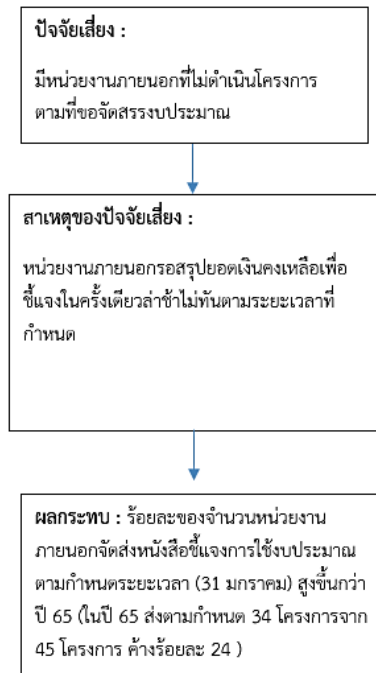 ปัจจัยเสี่ยง :
มีหน่วยงานภายนอกที่ไม่ดำเนินโครงการ
ตามที่ขอจัดสรรงบประมาณ
สาเหตุของปัจจัยเสี่ยง :
หน่วยงานภายนอกรอสรุปยอดเงินคงเหลือเพื่อ
ชี้แจงในครั้งเดียวล่าช้าไม่ทันตามระยะเวลาที่
กำหนด
ผลกระทบ : ร้อยละของจำนวนหน่วยงาน
ภายนอกจัดส่งหนังสือชี้แจงการใช้งบประมาณ
ตามกำหนดระยะเวลา (31 มกราคม) สูงขึ้นกว่า
ปี 65 (ในปี 65 ส่งตามกำหนด 34 โครงการจาก
45 โครงการ ค้างร้อยละ 24 )